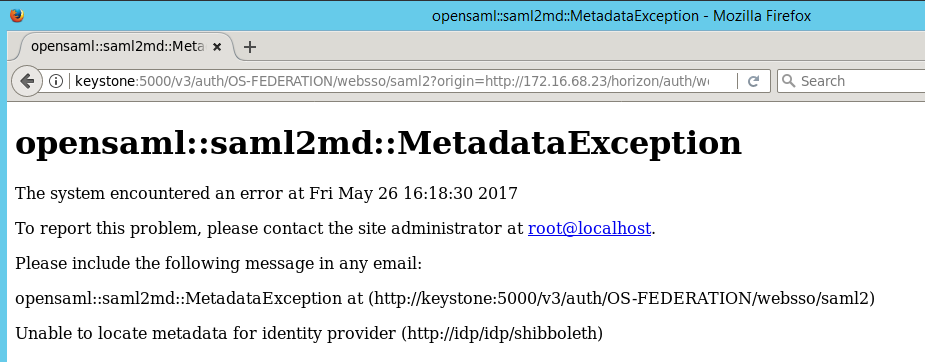 opensaml::saml2md::MetadataException - Mozilla Firefox
opensaml::saml2md::Meta
keystone:5000/v3/auth/OS-FEDERATION/websso/saml2?origin=http://172.16.68.23/horizon/auth/w
Search
opensaml::saml2md::MetadataException
The system encountered an error at Fri May 26 16:18:30 2017
To report this problem, please contact the site administrator at root@localhost.
Please include the following message in any email:
opensaml::saml2md::MetadataException at (http://keystone:5000/v3/auth/OS-FEDERATION/websso/saml2)
Unable to locate metadata for identity provider (http://idp/idp/shibboleth)